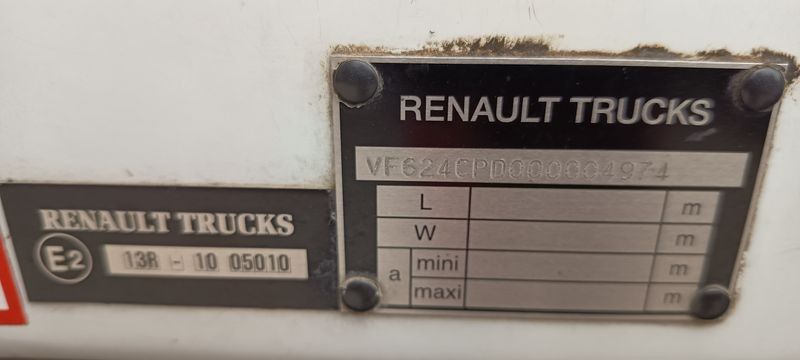 RENAULT TRUCKS
VF624CPD000004974
L m
W m
a mini m
maxi m
RENAULT TRUCKS
E2 13R - 10 05010